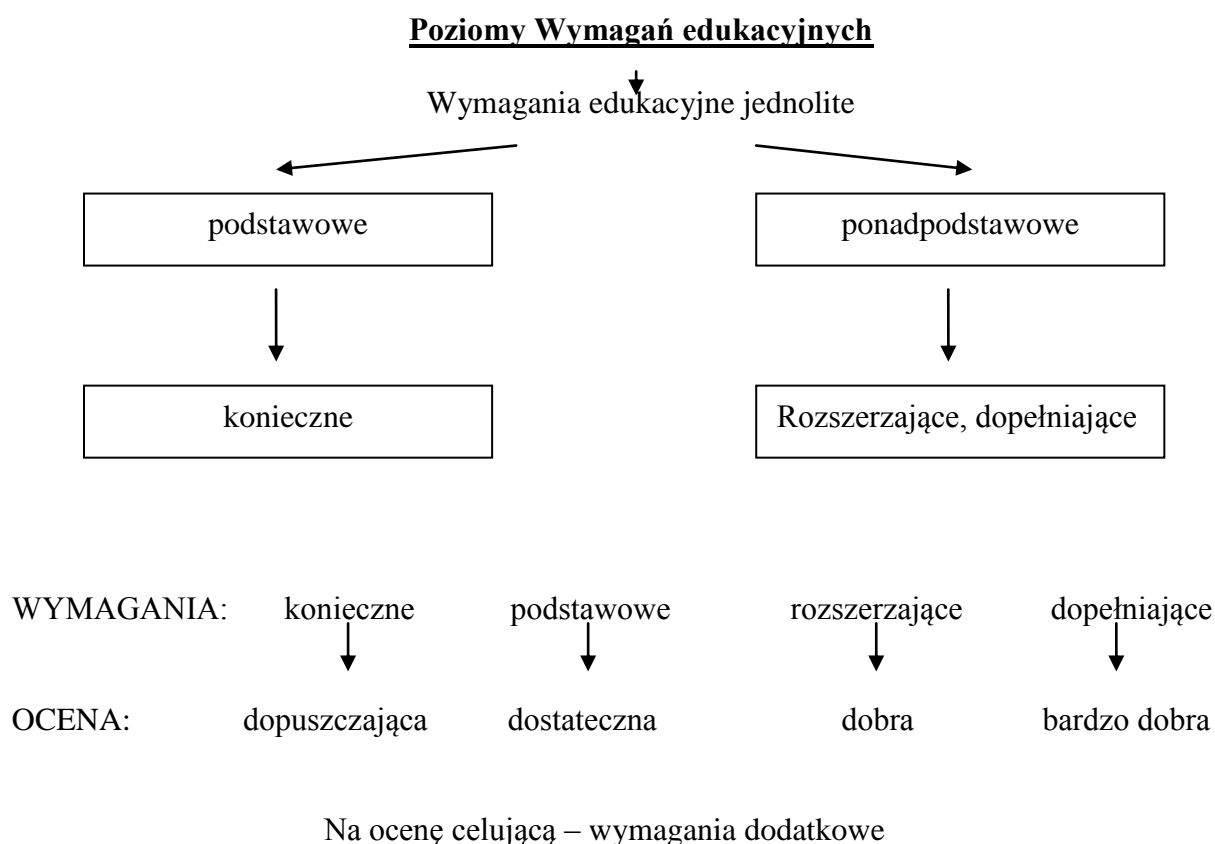 Poziomy Wymagań edukacyjnych
Wymagania edukacyjne jednolite
podstawowe ponadpodstawowe
konieczne Rozszerzające, dopełniające
WYMAGANIA: konieczne podstawowe rozszerzające dopełniające
OCENA: dopuszczająca dostateczna dobra bardzo dobra
Na ocenę celującą – wymagania dodatkowe